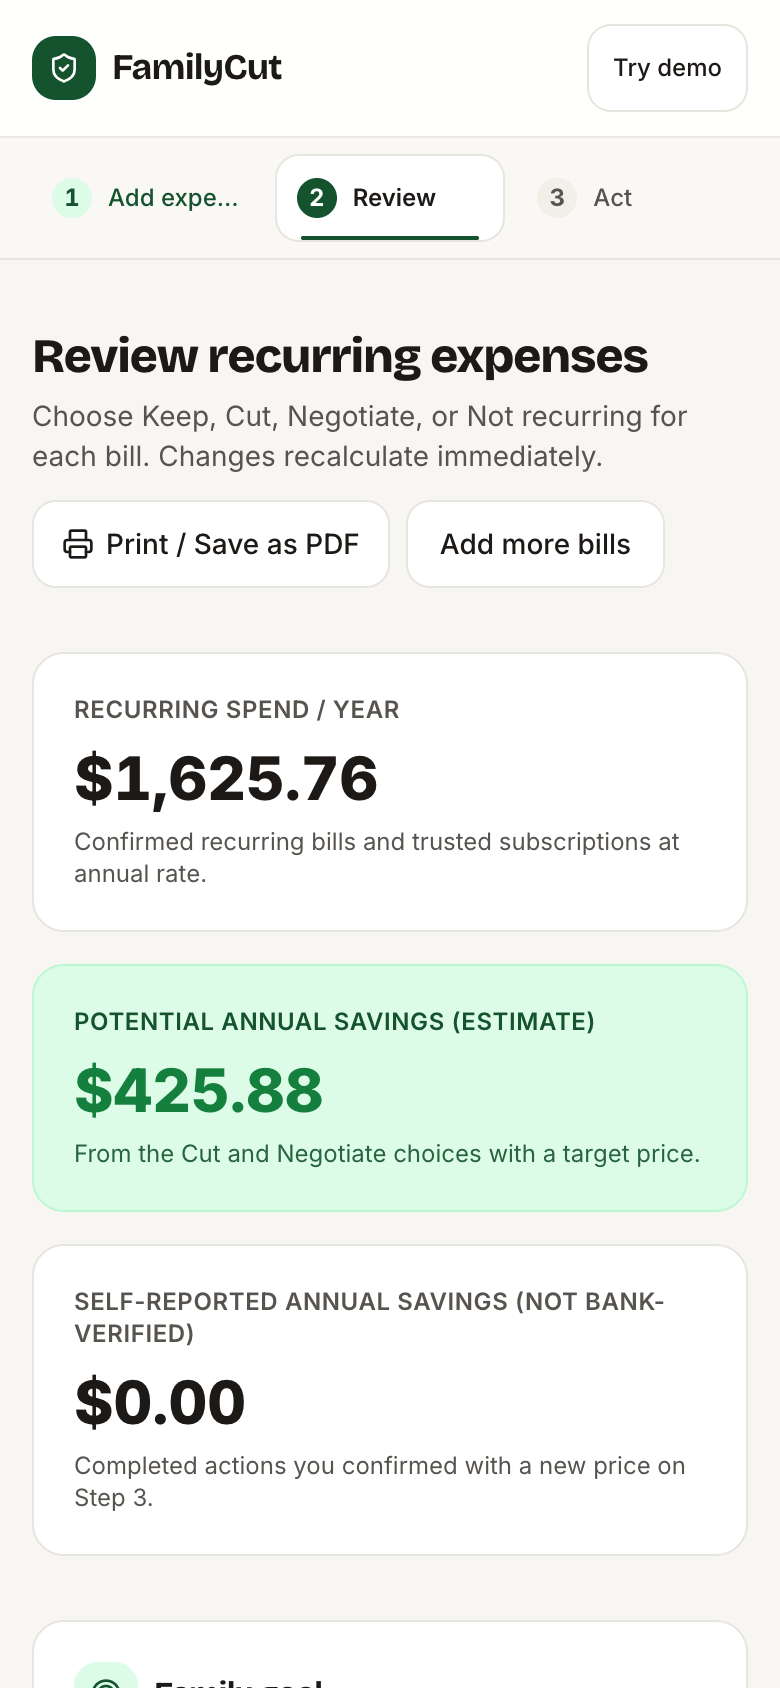 FamilyCut
Try demo
1 Add expe...
2 Review
3 Act
Review recurring expenses
Choose Keep, Cut, Negotiate, or Not recurring for
each bill. Changes recalculate immediately.
Print / Save as PDF
Add more bills
RECURRING SPEND / YEAR
$1,625.76
Confirmed recurring bills and trusted subscriptions at
annual rate.
POTENTIAL ANNUAL SAVINGS (ESTIMATE)
$425.88
From the Cut and Negotiate choices with a target price.
SELF-REPORTED ANNUAL SAVINGS (NOT BANK-
VERIFIED)
$0.00
Completed actions you confirmed with a new price on
Step 3.
Family goal